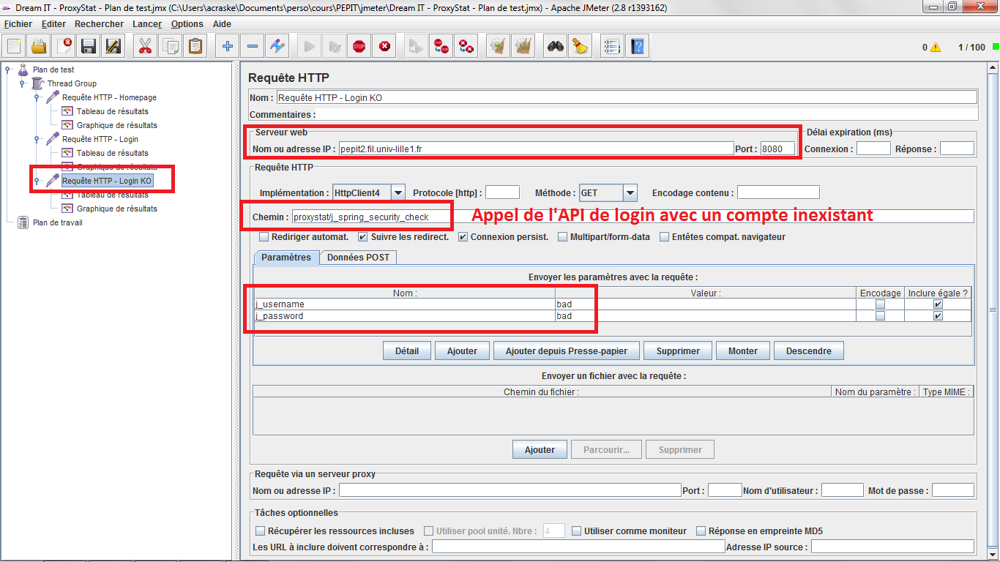 Dream IT - ProxyStat - Plan de test.jmx (C:\Users\acraske\Documents\perso\cours\PEPIT\jmeter\Dream IT - ProxyStat - Plan de test.jmx) - Apache JMeter (2.8 r1393162)
Fichier Editer Rechercher Lancer Options Aide
0 1 / 100
Plan de test
Thread Group
Requête HTTP - Homepage
Tableau de résultats
Graphique de résultats
Requête HTTP - Login
Tableau de résultats
Graphique de résultats
Requête HTTP - Login KO
Tableau de résultats
Graphique de résultats
Plan de travail
Requête HTTP
Nom : Requête HTTP - Login KO
Commentaires :
Serveur web
Nom ou adresse IP : pepit2.fil.univ-lille1.fr Port : 8080
Délai expiration (ms)
Connexion : Réponse :
Requête HTTP
Implémentation : HttpClient4 Protocole [http] : Méthode : GET Encodage contenu :
Chemin : proxystat/j_spring_security_check
Appel de l'API de login avec un compte inexistant
Rediriger automat. Suivre les redirect. Connexion persist. Multipart/form-data Entêtes compat. navigateur
Paramètres Données POST
Envoyer les paramètres avec la requête :
Nom : Valeur : Encodage Inclure égale ?
j_username bad
j_password bad
Détail Ajouter Ajouter depuis Presse-papier Supprimer Monter Descendre
Envoyer un fichier avec la requête :
Chemin du fichier : Nom du paramètre : Type MIME :
Ajouter Parcourir... Supprimer
Requête via un serveur proxy
Nom ou adresse IP : Port : Nom d'utilisateur : Mot de passe :
Tâches optionnelles
Récupérer les ressources incluses Utiliser pool unité. Nbre : 4 Utiliser comme moniteur Réponse en empreinte MD5
Les URL à inclure doivent correspondre à : Adresse IP source :